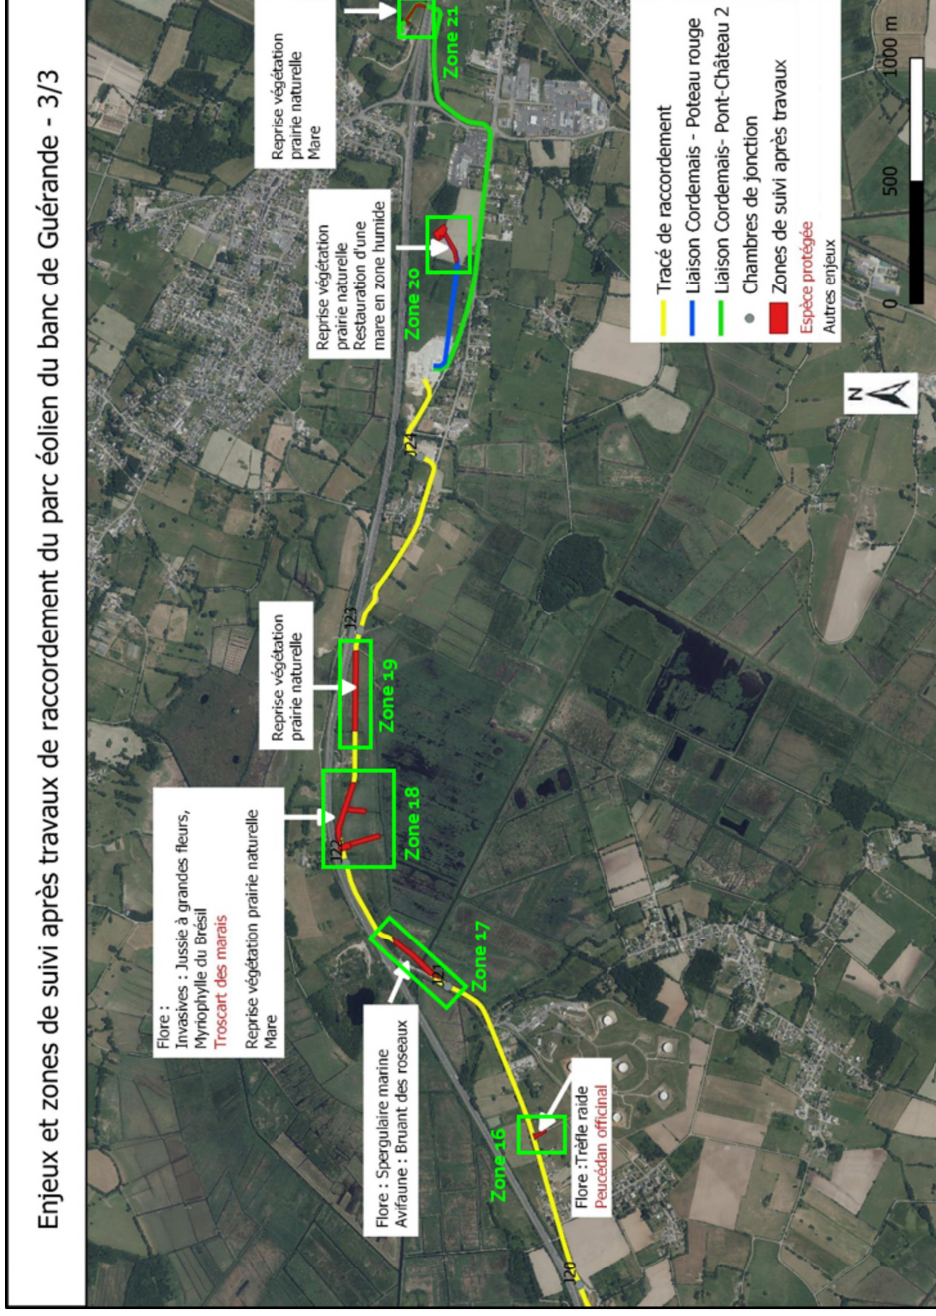 Enjeux et zones de suivi après travaux de raccordement du parc éolien du banc de Guérande - 3/3
Flore :
Invasives : Jussie à grandes fleurs,
Myriophylle du Brésil
Troscart des marais
Reprise végétation prairie naturelle
Mare
Reprise végétation
prairie naturelle
Reprise végétation
prairie naturelle
Restauration d'une
mare en zone humide
Reprise végétation
prairie naturelle
Mare
Flore : Spergulaire marine
Avifaune : Bruant des roseaux
Flore :Trèfle raide
Peucédan officinal
Zone 16
Zone 17
Zone 18
Zone 19
Zone 20
Zone 21
J20
J21
J22
J23
J24
Tracé de raccordement
Liaison Cordemais - Poteau rouge
Liaison Cordemais- Pont-Château 2
Chambres de jonction
Zones de suivi après travaux
Espèce protégée
Autres enjeux
N
0 500 1000 m